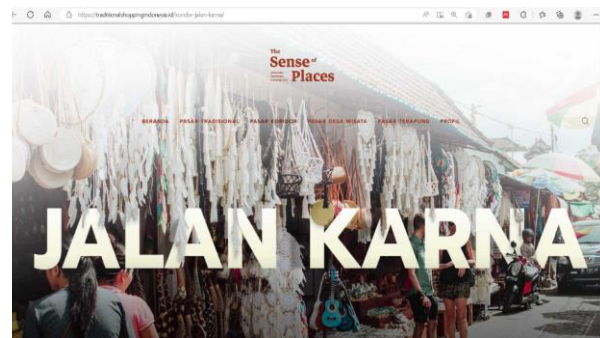 https://traditionalshoppingindonesia.id/koridor-jalan-karna/
The
Sense of
Places
BERANDA PASAR TRADISIONAL PASAR KORIDOR PASAR DESA WISATA PASAR TERAPUNG PROFIL
JALAN KARNA